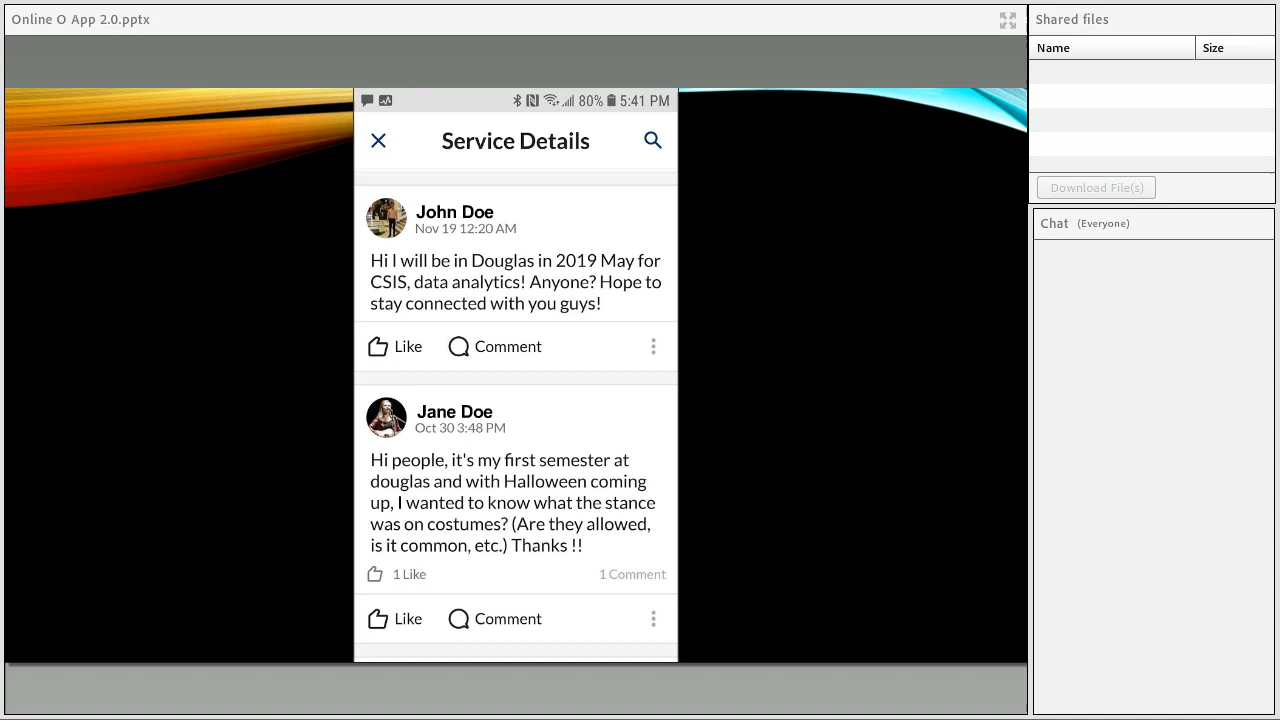 Online O App 2.0.pptx
Shared files
Name Size
Download File(s)
Chat (Everyone)
80% 5:41 PM
Service Details
John Doe
Nov 19 12:20 AM
Hi I will be in Douglas in 2019 May for
CSIS, data analytics! Anyone? Hope to
stay connected with you guys!
Like Comment
Jane Doe
Oct 30 3:48 PM
Hi people, it's my first semester at
douglas and with Halloween coming
up, I wanted to know what the stance
was on costumes? (Are they allowed,
is it common, etc.) Thanks !!
1 Like 1 Comment
Like Comment